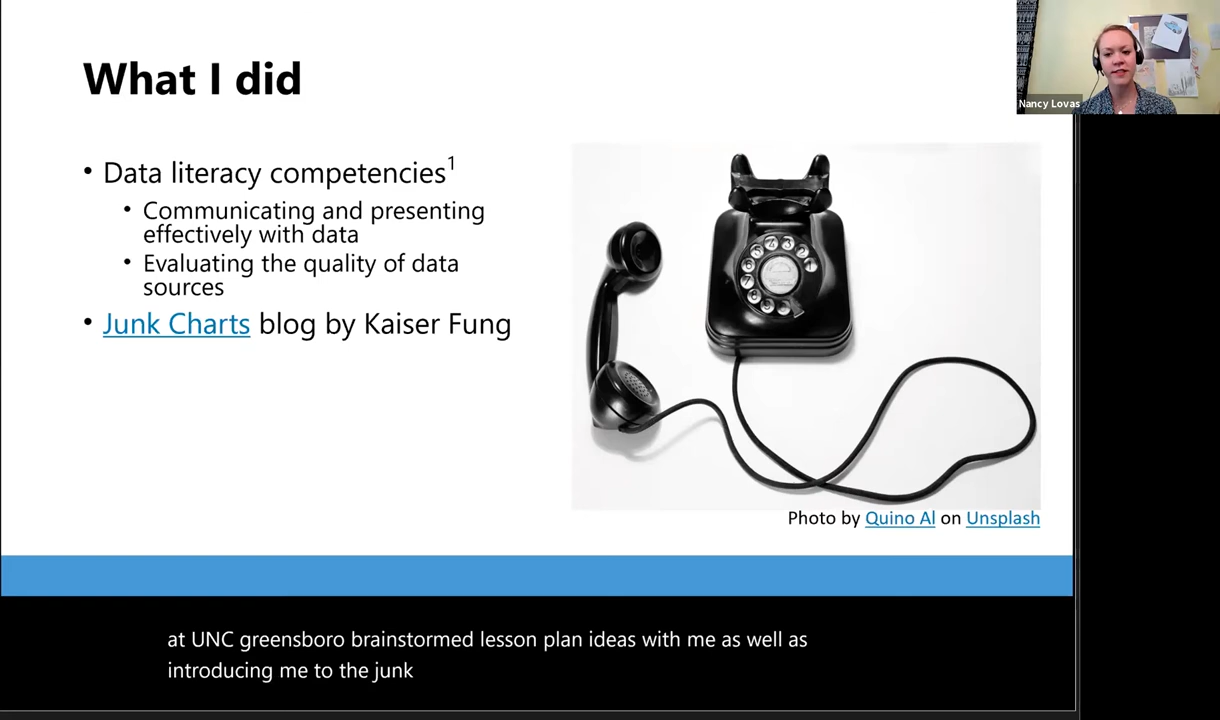 What I did
Nancy Lovas
• Data literacy competencies1
• Communicating and presenting
effectively with data
• Evaluating the quality of data
sources
• Junk Charts blog by Kaiser Fung
Photo by Quino Al on Unsplash
at UNC greensboro brainstormed lesson plan ideas with me as well as
introducing me to the junk